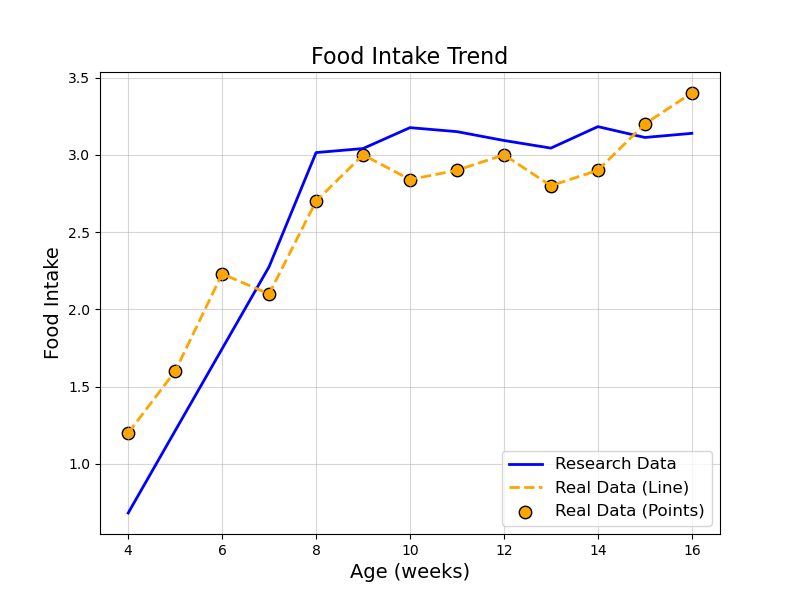 Food Intake Trend
Food Intake
3.5
3.0
2.5
2.0
1.5
1.0
4 6 8 10 12 14 16
Age (weeks)
Research Data
Real Data (Line)
Real Data (Points)